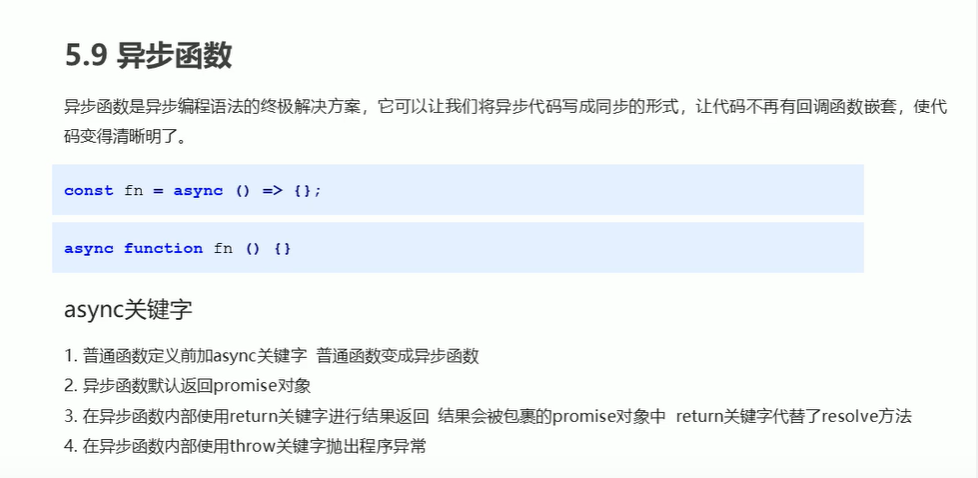 5.9 异步函数
异步函数是异步编程语法的终极解决方案，它可以让我们将异步代码写成同步的形式，让代码不再有回调函数嵌套，使代
码变得清晰明了。
const fn = async () => {};
async function fn () {}
async关键字
1. 普通函数定义前加async关键字 普通函数变成异步函数
2. 异步函数默认返回promise对象
3. 在异步函数内部使用return关键字进行结果返回 结果会被包裹的promise对象中 return关键字代替了resolve方法
4. 在异步函数内部使用throw关键字抛出程序异常